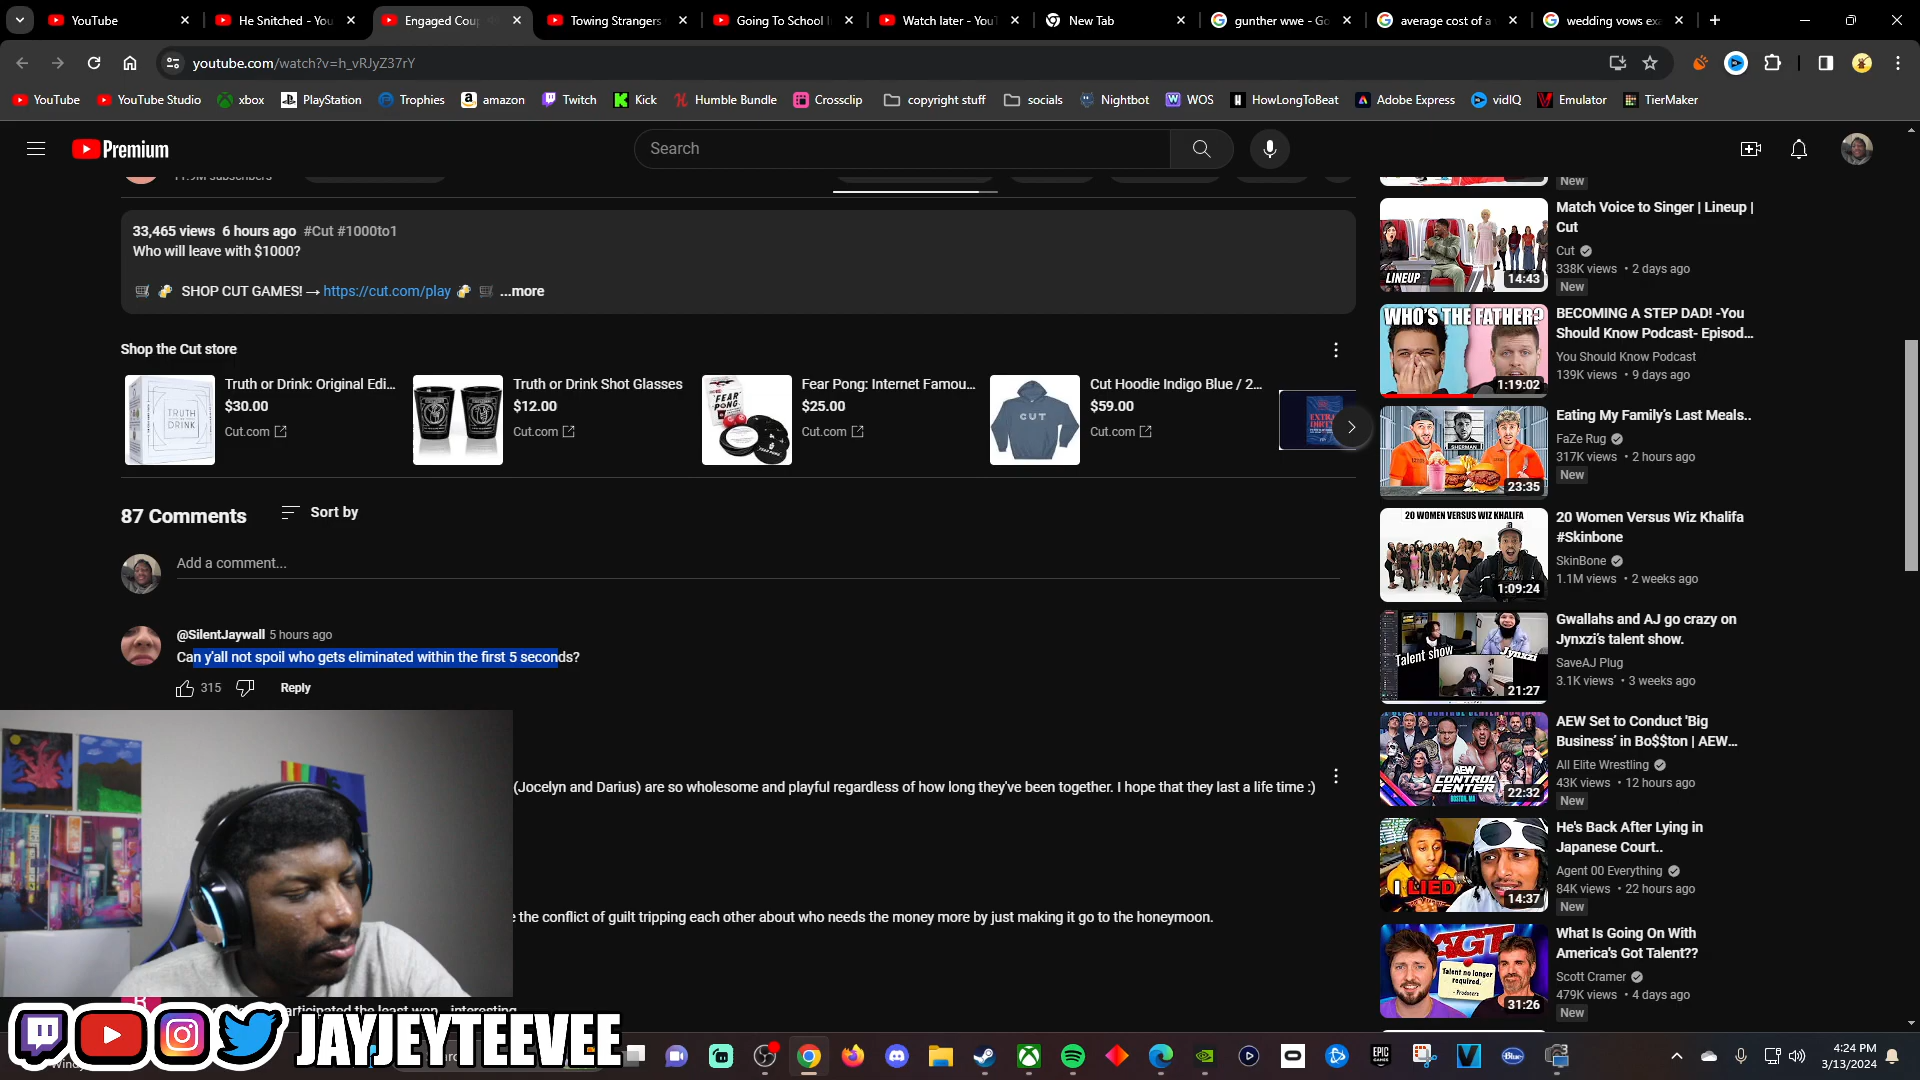 YouTube
He Snitched - You
Engaged Coup
Towing Strangers
Going To School I
Watch later - YouT
New Tab
gunther wwe - Go
average cost of a
wedding vows exa
youtube.com/watch?v=h_vRJyZ37rY
YouTube
YouTube Studio
xbox
PlayStation
Trophies
amazon
Twitch
Kick
Humble Bundle
Crossclip
copyright stuff
socials
Nightbot
WOS
HowLongToBeat
Adobe Express
vidIQ
Emulator
TierMaker
Premium
Search
33,465 views 6 hours ago #Cut #1000to1
Who will leave with $1000?
SHOP CUT GAMES! → https://cut.com/play ...more
Shop the Cut store
Truth or Drink: Original Edi...
$30.00
Cut.com
Truth or Drink Shot Glasses
$12.00
Cut.com
Fear Pong: Internet Famou...
$25.00
Cut.com
Cut Hoodie Indigo Blue / 2...
$59.00
Cut.com
87 Comments
Sort by
Add a comment...
@SilentJaywall 5 hours ago
Can y'all not spoil who gets eliminated within the first 5 seconds?
315
Reply
(Jocelyn and Darius) are so wholesome and playful regardless of how long they've been together. I hope that they last a life time :)
the conflict of guilt tripping each other about who needs the money more by just making it go to the honeymoon.
participated the least won...interesting
JAYJEYTEEVEE
New
Match Voice to Singer | Lineup |
Cut
Cut
338K views • 2 days ago
New
LINEUP
14:43
WHO'S THE FATHER?
1:19:02
BECOMING A STEP DAD! -You
Should Know Podcast- Episod...
You Should Know Podcast
139K views • 9 days ago
SHERMAN
23:35
Eating My Family's Last Meals..
FaZe Rug
317K views • 2 hours ago
New
20 WOMEN VERSUS WIZ KHALIFA
1:09:24
20 Women Versus Wiz Khalifa
#Skinbone
SkinBone
1.1M views • 2 weeks ago
Talent show
Jynxzi
21:27
Gwallahs and AJ go crazy on
Jynxzi's talent show.
SaveAJ Plug
3.1K views • 3 weeks ago
AEW
CONTROL
CENTER
22:32
AEW Set to Conduct 'Big
Business' in Bo$$ton | AEW...
All Elite Wrestling
43K views • 12 hours ago
New
I LIED
14:37
He's Back After Lying in
Japanese Court..
Agent 00 Everything
84K views • 22 hours ago
New
AGT
Talent no longer
required.
- Producers
31:26
What Is Going On With
America's Got Talent??
Scott Cramer
479K views • 4 days ago
New
4:24 PM
3/13/2024